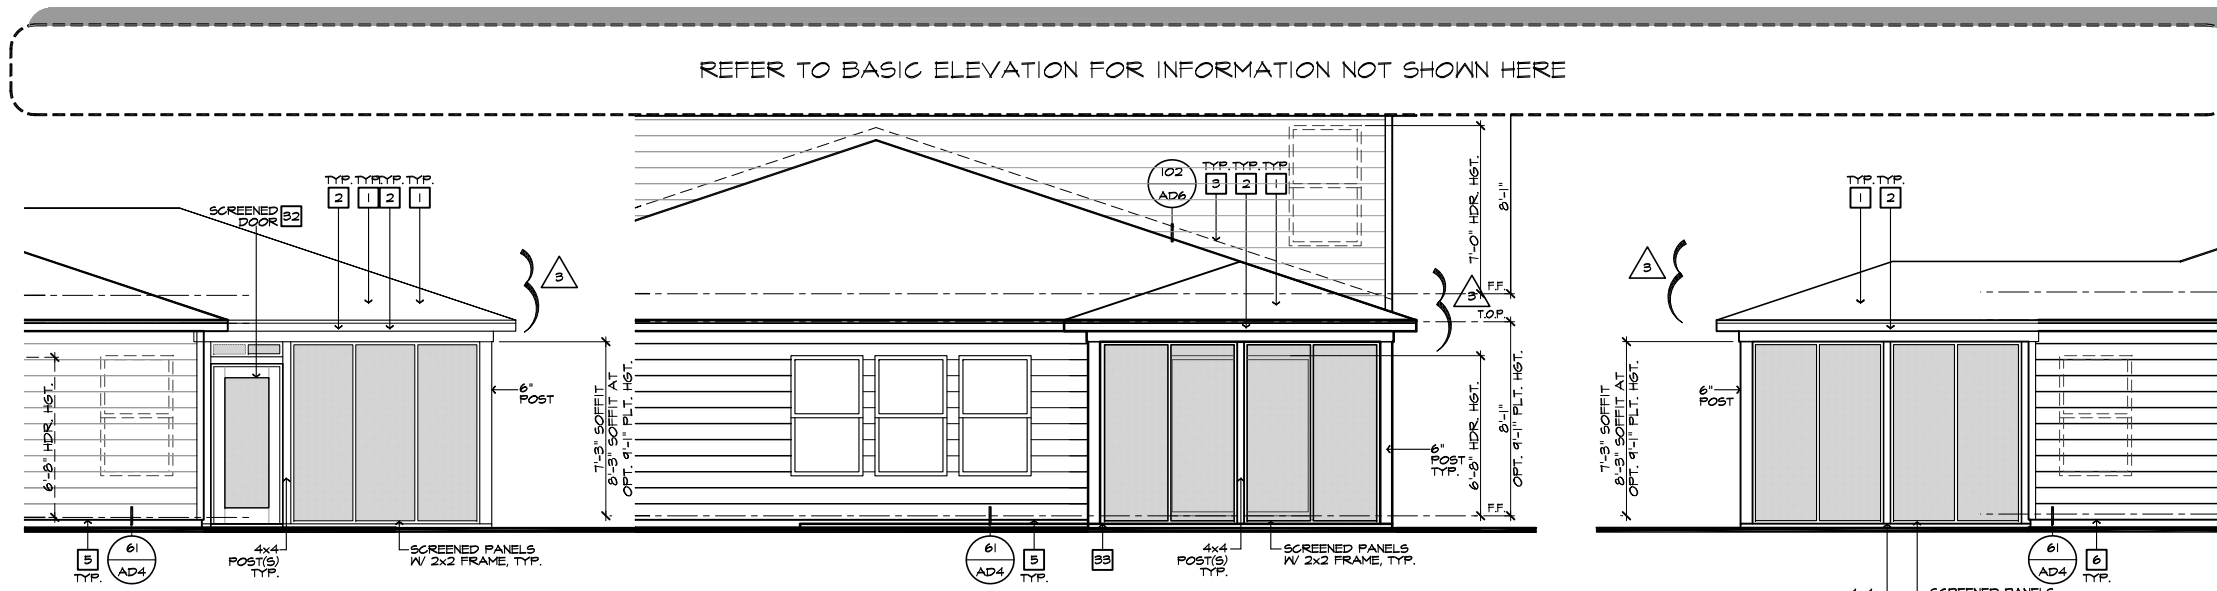 REFER TO BASIC ELEVATION FOR INFORMATION NOT SHOWN HERE
TYP. TYP. TYP. TYP.
2 1 2 1
SCREENED 32
DOOR
3
6'-8" HDR. HGT.
6"
POST
7'-3" SOFFIT
8'-3" SOFFIT AT
OPT. 9'-1" PLT. HGT.
5
TYP.
61
AD4
4x4
POST(S)
TYP.
SCREENED PANELS
W/ 2x2 FRAME, TYP.
102
AD6
TYP. TYP. TYP.
3 2 1
7'-0" HDR. HGT.
8'-1"
F.F.
3
T.O.P.
6'-8" HDR. HGT.
8'-1"
OPT. 9'-1" PLT. HGT.
6"
POST
TYP.
F.F.
61
AD4
5
TYP.
33
4x4
POST(S)
TYP.
SCREENED PANELS
W/ 2x2 FRAME, TYP.
TYP. TYP.
1 2
3
6"
POST
7'-3" SOFFIT
8'-3" SOFFIT AT
OPT. 9'-1" PLT. HGT.
61
AD4
6
TYP.
4x4
SCREENED PANELS